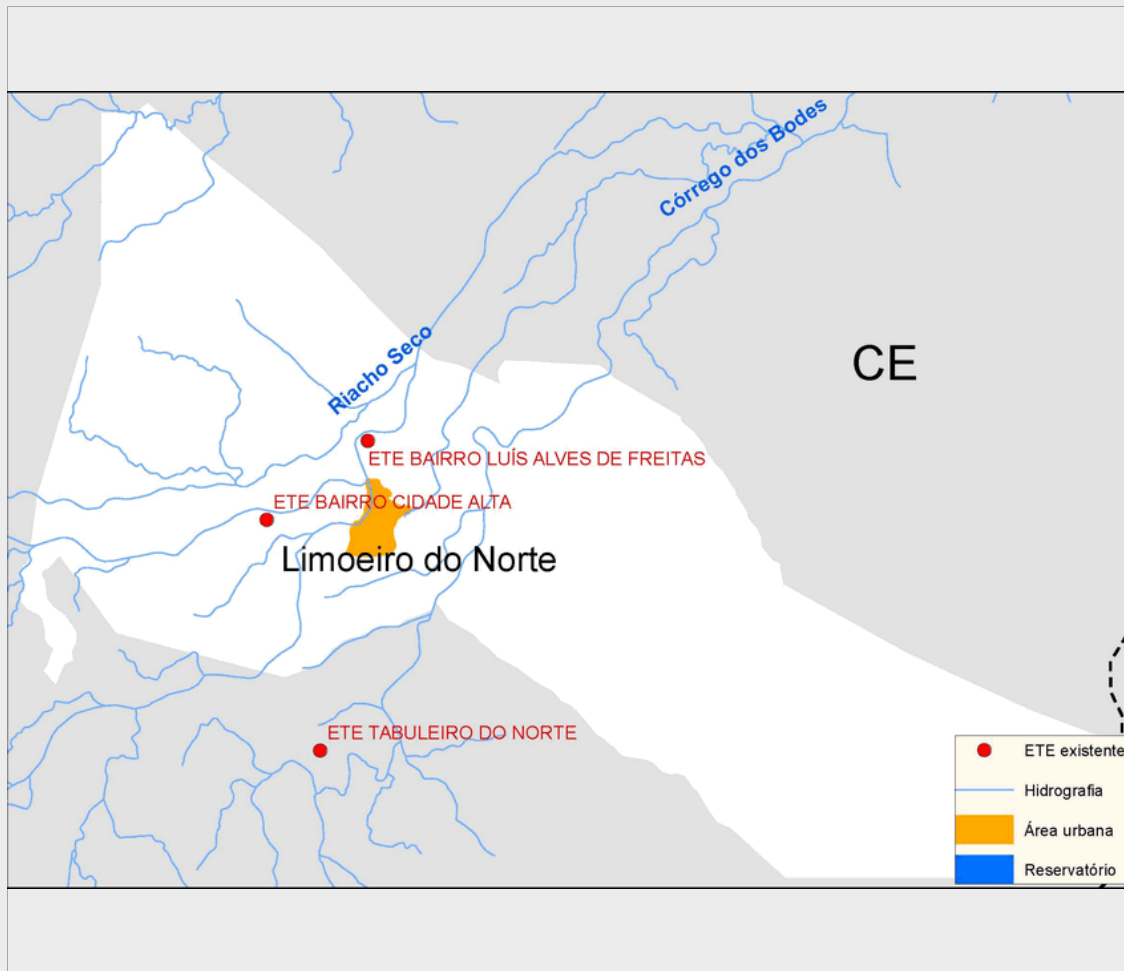 Córrego dos Bodes
Riacho Seco
CE
ETE BAIRRO LUÍS ALVES DE FREITAS
ETE BAIRRO CIDADE ALTA
Limoeiro do Norte
ETE TABULEIRO DO NORTE
ETE existente
Hidrografia
Área urbana
Reservatório